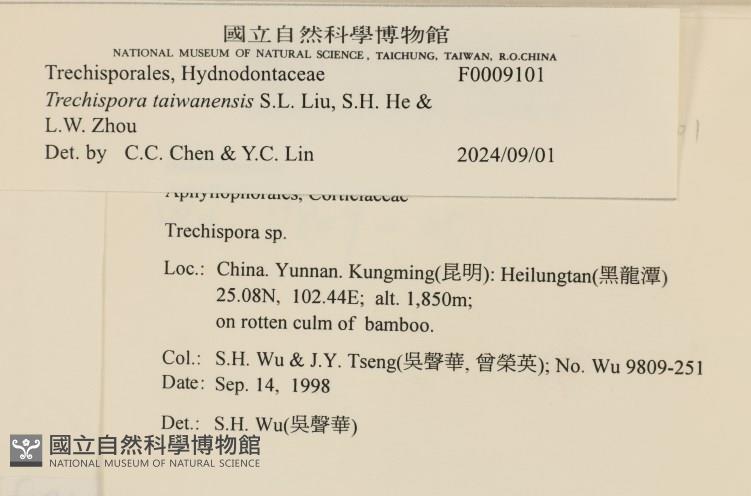 國立自然科學博物館
NATIONAL MUSEUM OF NATURAL SCIENCE, TAICHUNG, TAIWAN, R.O.CHINA
Trechisporales, Hydnodontaceae F0009101
Trechispora taiwanensis S.L. Liu, S.H. He &
L.W. Zhou
Det. by C.C. Chen & Y.C. Lin 2024/09/01
Aphyllophorales, Corticiaceae
Trechispora sp.
Loc.: China. Yunnan. Kungming(昆明): Heilungtan(黑龍潭)
25.08N, 102.44E; alt. 1,850m;
on rotten culm of bamboo.
Col.: S.H. Wu & J.Y. Tseng(吳聲華, 曾榮英); No. Wu 9809-251
Date: Sep. 14, 1998
Det.: S.H. Wu(吳聲華)
國立自然科學博物館
NATIONAL MUSEUM OF NATURAL SCIENCE